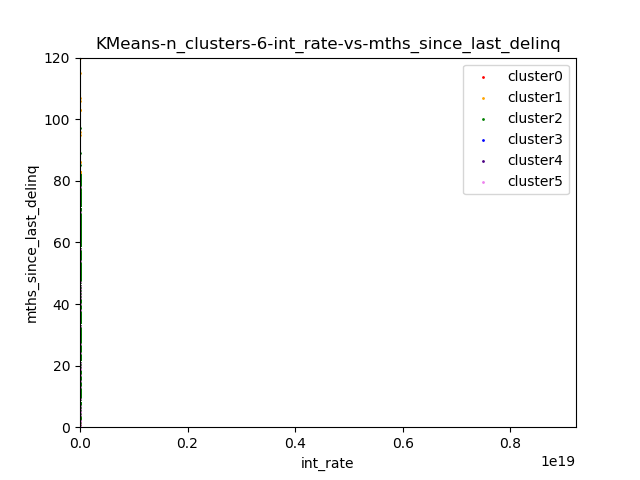 KMeans-n_clusters-6-int_rate-vs-mths_since_last_delinq
120
100
80
60
40
20
0
mths_since_last_delinq
cluster0
cluster1
cluster2
cluster3
cluster4
cluster5
0.0 0.2 0.4 0.6 0.8
1e19
int_rate